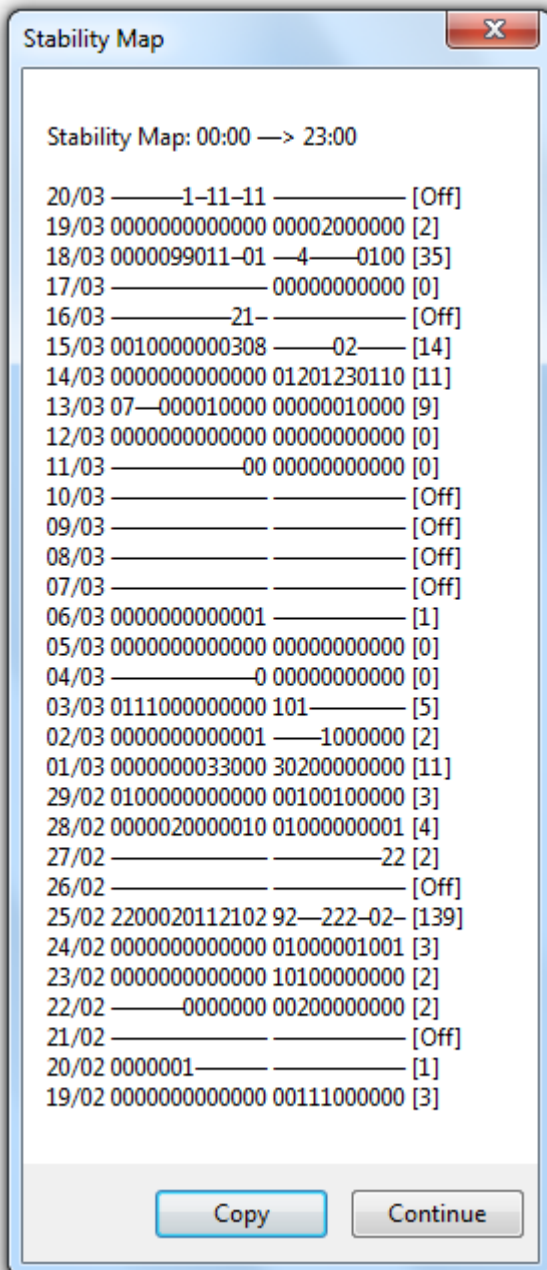 Stability Map
Stability Map: 00:00 —> 23:00
20/03 ———1–11–11 —————– [Off]
19/03 0000000000000 00002000000 [2]
18/03 0000099011–01 —4——0100 [35]
17/03 ——————– 00000000000 [0]
16/03 —————21– —————– [Off]
15/03 0010000000308 ——–02—— [14]
14/03 0000000000000 01201230110 [11]
13/03 07—000010000 00000010000 [9]
12/03 0000000000000 00000000000 [0]
11/03 —————–00 00000000000 [0]
10/03 ——————– —————– [Off]
09/03 ——————– —————– [Off]
08/03 ——————– —————– [Off]
07/03 ——————– —————– [Off]
06/03 0000000000001 —————– [1]
05/03 0000000000000 00000000000 [0]
04/03 ——————0 00000000000 [0]
03/03 0111000000000 101———— [5]
02/03 0000000000001 ——1000000 [2]
01/03 0000000033000 30200000000 [11]
29/02 0100000000000 00100100000 [3]
28/02 0000020000010 01000000001 [4]
27/02 ——————– ————–22 [2]
26/02 ——————– —————– [Off]
25/02 2200020112102 92—222–02– [139]
24/02 0000000000000 01000001001 [3]
23/02 0000000000000 10100000000 [2]
22/02 ———0000000 00200000000 [2]
21/02 ——————– —————– [Off]
20/02 0000001——— —————– [1]
19/02 0000000000000 00111000000 [3]
Copy Continue